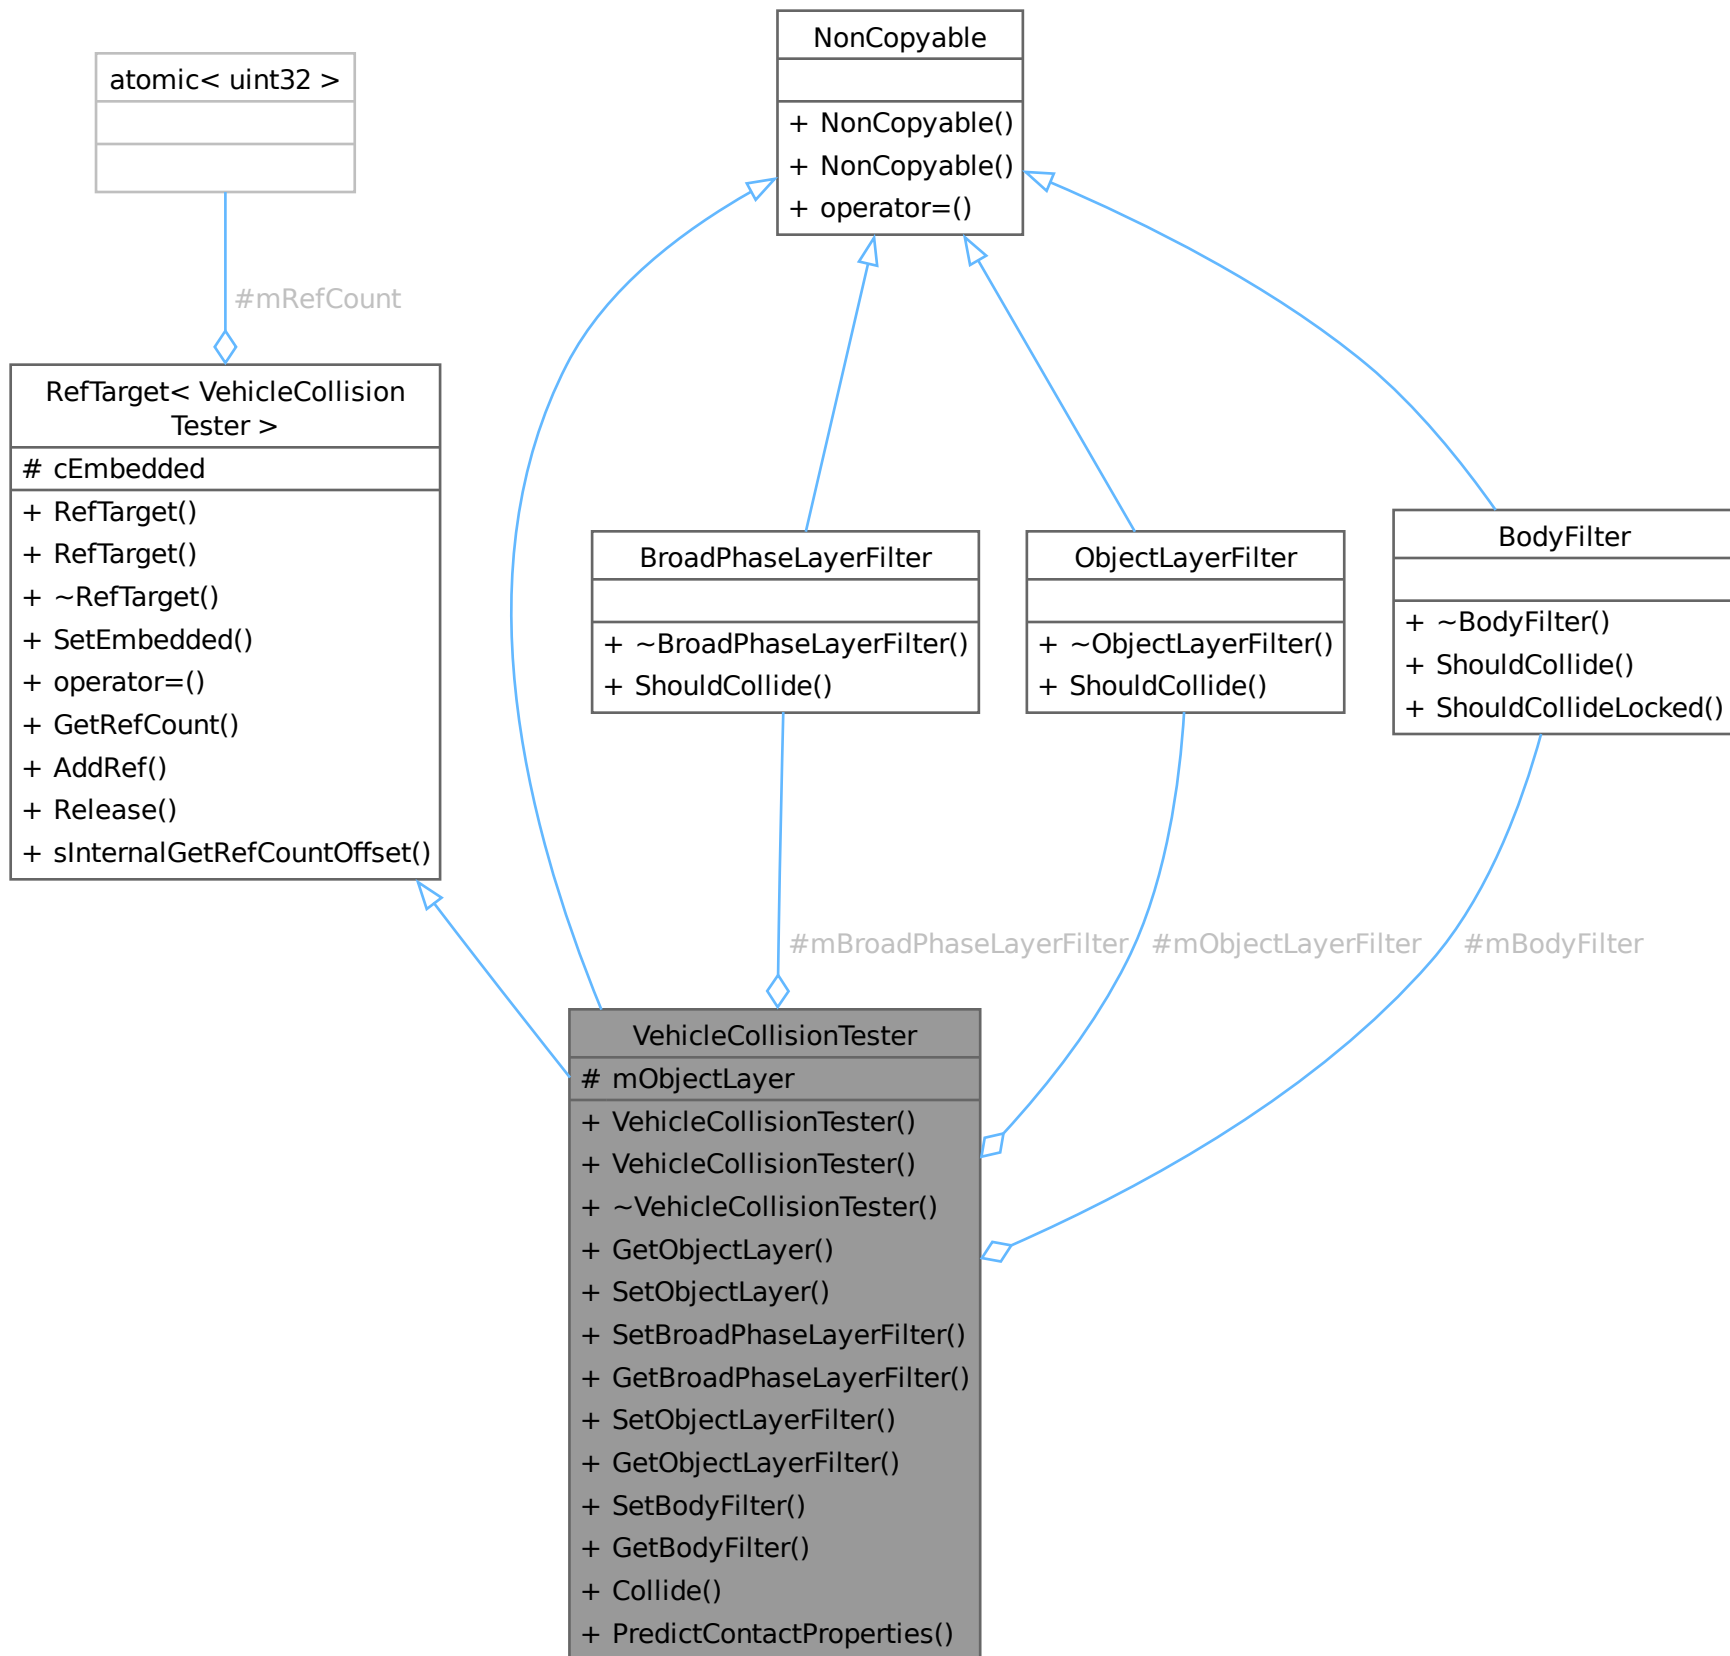 NonCopyable
+ NonCopyable()
+ NonCopyable()
+ operator=()
atomic< uint32 >
#mRefCount
RefTarget< VehicleCollision
Tester >
# cEmbedded
+ RefTarget()
+ RefTarget()
+ ~RefTarget()
+ SetEmbedded()
+ operator=()
+ GetRefCount()
+ AddRef()
+ Release()
+ sInternalGetRefCountOffset()
BroadPhaseLayerFilter
+ ~BroadPhaseLayerFilter()
+ ShouldCollide()
ObjectLayerFilter
+ ~ObjectLayerFilter()
+ ShouldCollide()
BodyFilter
+ ~BodyFilter()
+ ShouldCollide()
+ ShouldCollideLocked()
#mBroadPhaseLayerFilter
#mObjectLayerFilter
#mBodyFilter
VehicleCollisionTester
# mObjectLayer
+ VehicleCollisionTester()
+ VehicleCollisionTester()
+ ~VehicleCollisionTester()
+ GetObjectLayer()
+ SetObjectLayer()
+ SetBroadPhaseLayerFilter()
+ GetBroadPhaseLayerFilter()
+ SetObjectLayerFilter()
+ GetObjectLayerFilter()
+ SetBodyFilter()
+ GetBodyFilter()
+ Collide()
+ PredictContactProperties()